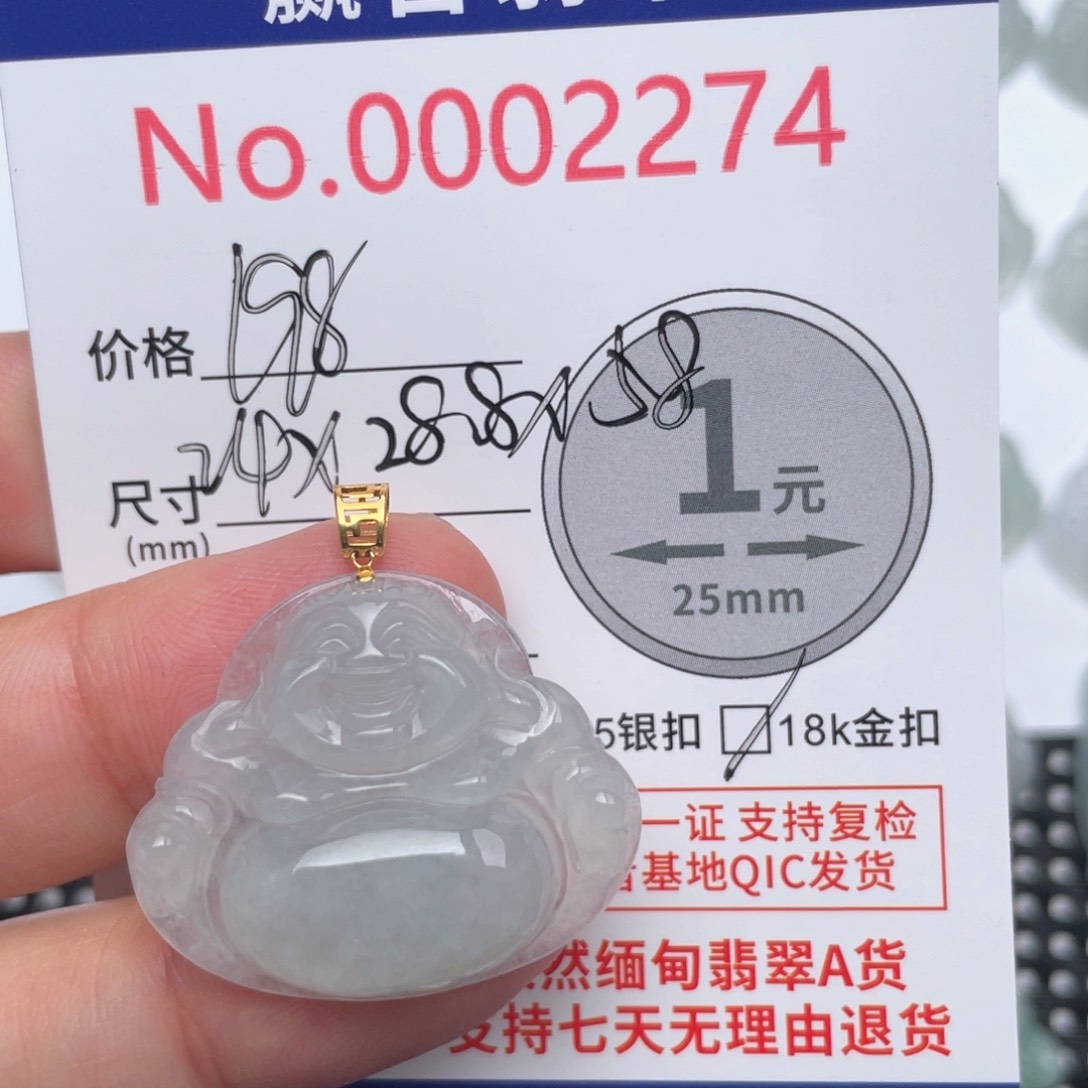 No.0002274
价格 198
尺寸 24x28.8x5.8
(mm)
1元
25mm
5银扣 18k金扣
一证 支持复检
基地QIC发货
然缅甸翡翠A货
支持七天无理由退货